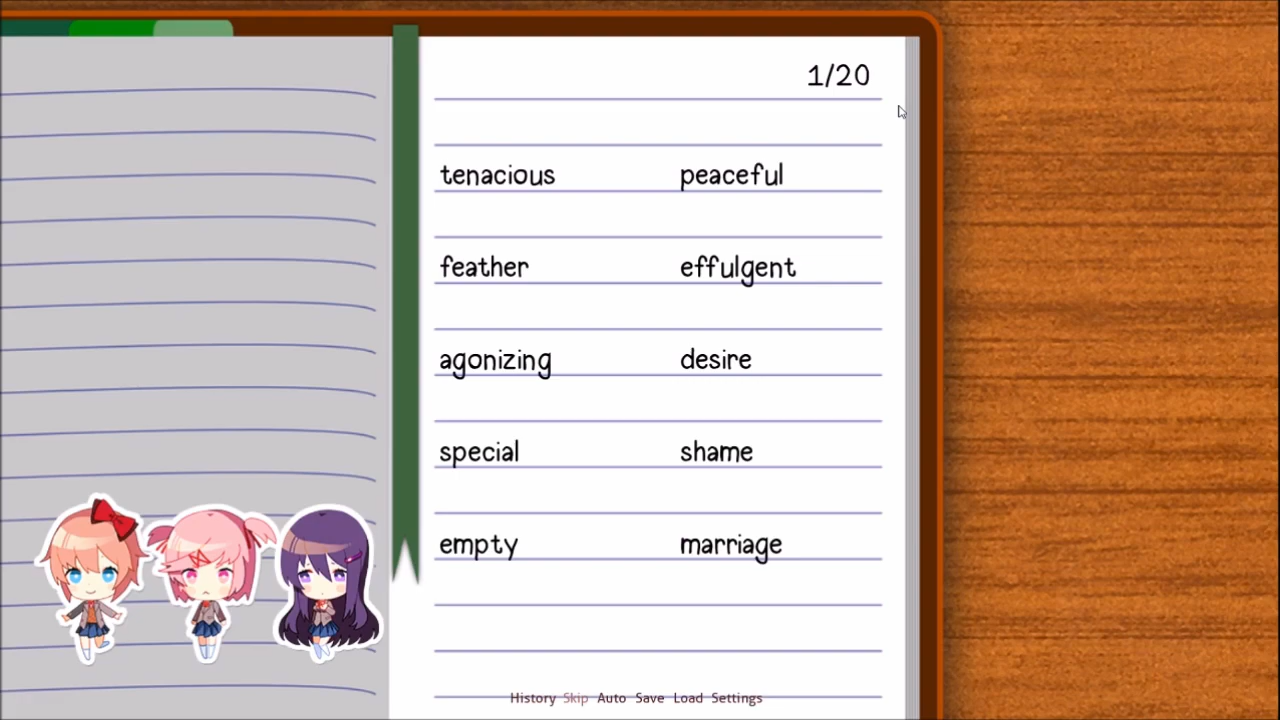 1/20
tenacious peaceful
feather effulgent
agonizing desire
special shame
empty marriage
History Skip Auto Save Load Settings